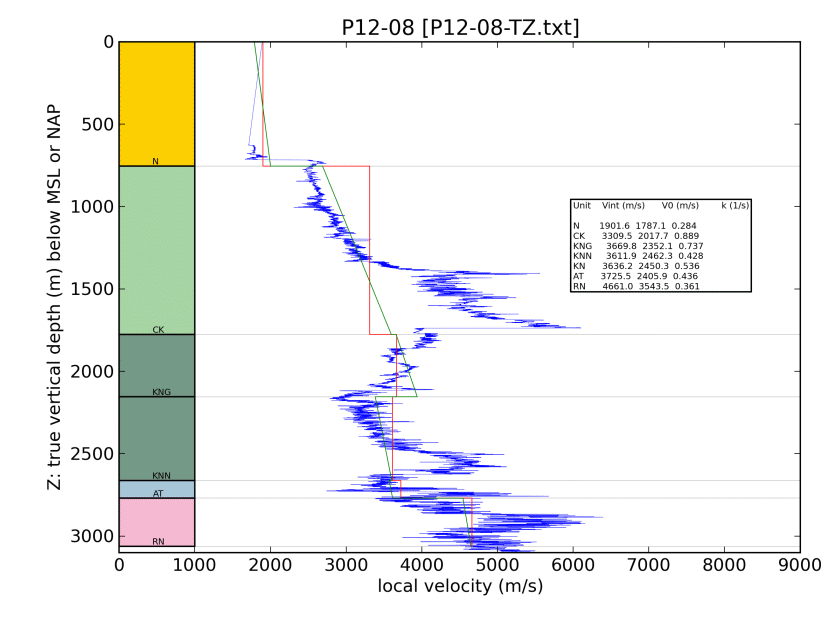 P12-08 [P12-08-TZ.txt]
Z: true vertical depth (m) below MSL or NAP
0
500
1000
1500
2000
2500
3000
N
CK
KNG
KNN
AT
RN
Unit Vint (m/s) V0 (m/s) k (1/s)
N 1901.6 1787.1 0.284
CK 3309.5 2017.7 0.889
KNG 3669.8 2352.1 0.737
KNN 3611.9 2462.3 0.428
KN 3636.2 2450.3 0.536
AT 3725.5 2405.9 0.436
RN 4661.0 3543.5 0.361
0 1000 2000 3000 4000 5000 6000 7000 8000 9000
local velocity (m/s)